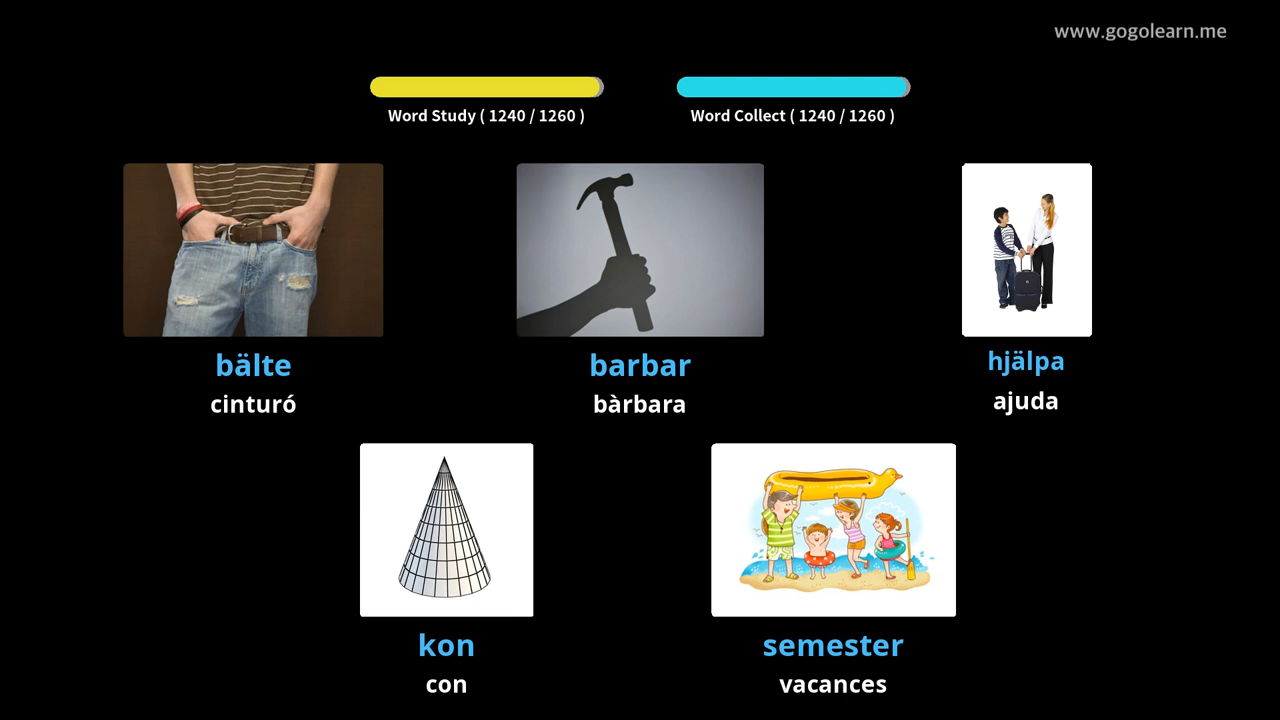 www.gogolearn.me
Word Study ( 1240 / 1260 )
Word Collect ( 1240 / 1260 )
bälte
cinturó
barbar
bàrbara
hjälpa
ajuda
kon
con
semester
vacances